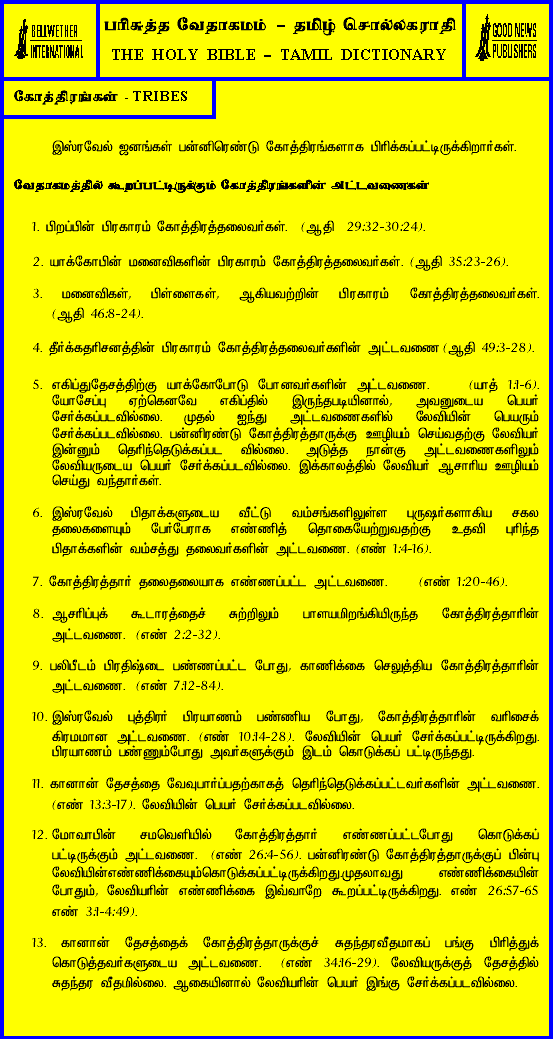 BELLWETHER
INTERNATIONAL
பரிசுத்த வேதாகமம் – தமிழ் சொல்லகராதி
THE HOLY BIBLE – TAMIL DICTIONARY
GOOD NEWS
PUBLISHERS
கோத்திரங்கள் - TRIBES
இஸ்ரவேல் ஜனங்கள் பன்னிரெண்டு கோத்திரங்களாக பிரிக்கப்பட்டிருக்கிறார்கள்.
வேதாகமத்தில் கூறப்பட்டிருக்கும் கோத்திரங்களின் அட்டவணைகள்
1. பிறப்பின் பிரகாரம் கோத்திரத்தலைவர்கள். (ஆதி 29:32-30:24).
2. யாக்கோபின் மனைவிகளின் பிரகாரம் கோத்திரத்தலைவர்கள். (ஆதி 35:23-26).
3. மனைவிகள், பிள்ளைகள், ஆகியவற்றின் பிரகாரம் கோத்திரத்தலைவர்கள்.
(ஆதி 46:8-24).
4. தீர்க்கதரிசனத்தின் பிரகாரம் கோத்திரத்தலைவர்களின் அட்டவணை (ஆதி 49:3-28).
5. எகிப்துதேசத்திற்கு யாக்கோபோடு போனவர்களின் அட்டவணை. (யாத் 1:1-6).
யோசேப்பு ஏற்கெனவே எகிப்தில் இருந்தபடியினால், அவனுடைய பெயர்
சேர்க்கப்படவில்லை. முதல் ஐந்து அட்டவணைகளில் லேவியின் பெயரும்
சேர்க்கப்படவில்லை. பன்னிரண்டு கோத்திரத்தாருக்கு ஊழியம் செய்வதற்கு லேவியர்
இன்னும் தெரிந்தெடுக்கப்பட வில்லை. அடுத்த நான்கு அட்டவணைகளிலும்
லேவியருடைய பெயர் சேர்க்கப்படவில்லை. இக்காலத்தில் லேவியர் ஆசாரிய ஊழியம்
செய்து வந்தார்கள்.
6. இஸ்ரவேல் பிதாக்களுடைய வீட்டு வம்சங்களிலுள்ள புருஷர்களாகிய சகல
தலைகளையும் பேர்பேராக எண்ணித் தொகையேற்றுவதற்கு உதவி புரிந்த
பிதாக்களின் வம்சத்து தலைவர்களின் அட்டவணை. (எண் 1:4-16).
7. கோத்திரத்தார் தலைதலையாக எண்ணப்பட்ட அட்டவணை. (எண் 1:20-46).
8. ஆசரிப்புக் கூடாரத்தைச் சுற்றிலும் பாளயமிறங்கியிருந்த கோத்திரத்தாரின்
அட்டவணை. (எண் 2:2-32).
9. பலிபீடம் பிரதிஷ்டை பண்ணப்பட்ட போது, காணிக்கை செலுத்திய கோத்திரத்தாரின்
அட்டவணை. (எண் 7:12-84).
10. இஸ்ரவேல் புத்திரர் பிரயாணம் பண்ணிய போது, கோத்திரத்தாரின் வரிசைக்
கிரமமான அட்டவணை. (எண் 10:14-28). லேவியின் பெயர் சேர்க்கப்பட்டிருக்கிறது.
பிரயாணம் பண்ணும்போது அவர்களுக்கும் இடம் கொடுக்கப் பட்டிருந்தது.
11. கானான் தேசத்தை வேவுபார்ப்பதற்காகத் தெரிந்தெடுக்கப்பட்டவர்களின் அட்டவணை.
(எண் 13:3-17). லேவியின் பெயர் சேர்க்கப்படவில்லை.
12. மோவாபின் சமவெளியில் கோத்திரத்தார் எண்ணப்பட்டபோது கொடுக்கப்
பட்டிருக்கும் அட்டவணை. (எண் 26:4-56). பன்னிரண்டு கோத்திரத்தாருக்குப் பின்பு
லேவியின்எண்ணிக்கையும்கொடுக்கப்பட்டிருக்கிறது.முதலாவது எண்ணிக்கையின்
போதும், லேவியரின் எண்ணிக்கை இவ்வாறே கூறப்பட்டிருக்கிறது. எண் 26:57-65
எண் 3:1-4:49).
13. கானான் தேசத்தைக் கோத்திரத்தாருக்குச் சுதந்தரவீதமாகப் பங்கு பிரித்துக்
கொடுத்தவர்களுடைய அட்டவணை. (எண் 34:16-29). லேவியருக்குத் தேசத்தில்
சுதந்தர வீதமில்லை. ஆகையினால் லேவியரின் பெயர் இங்கு சேர்க்கப்படவில்லை.